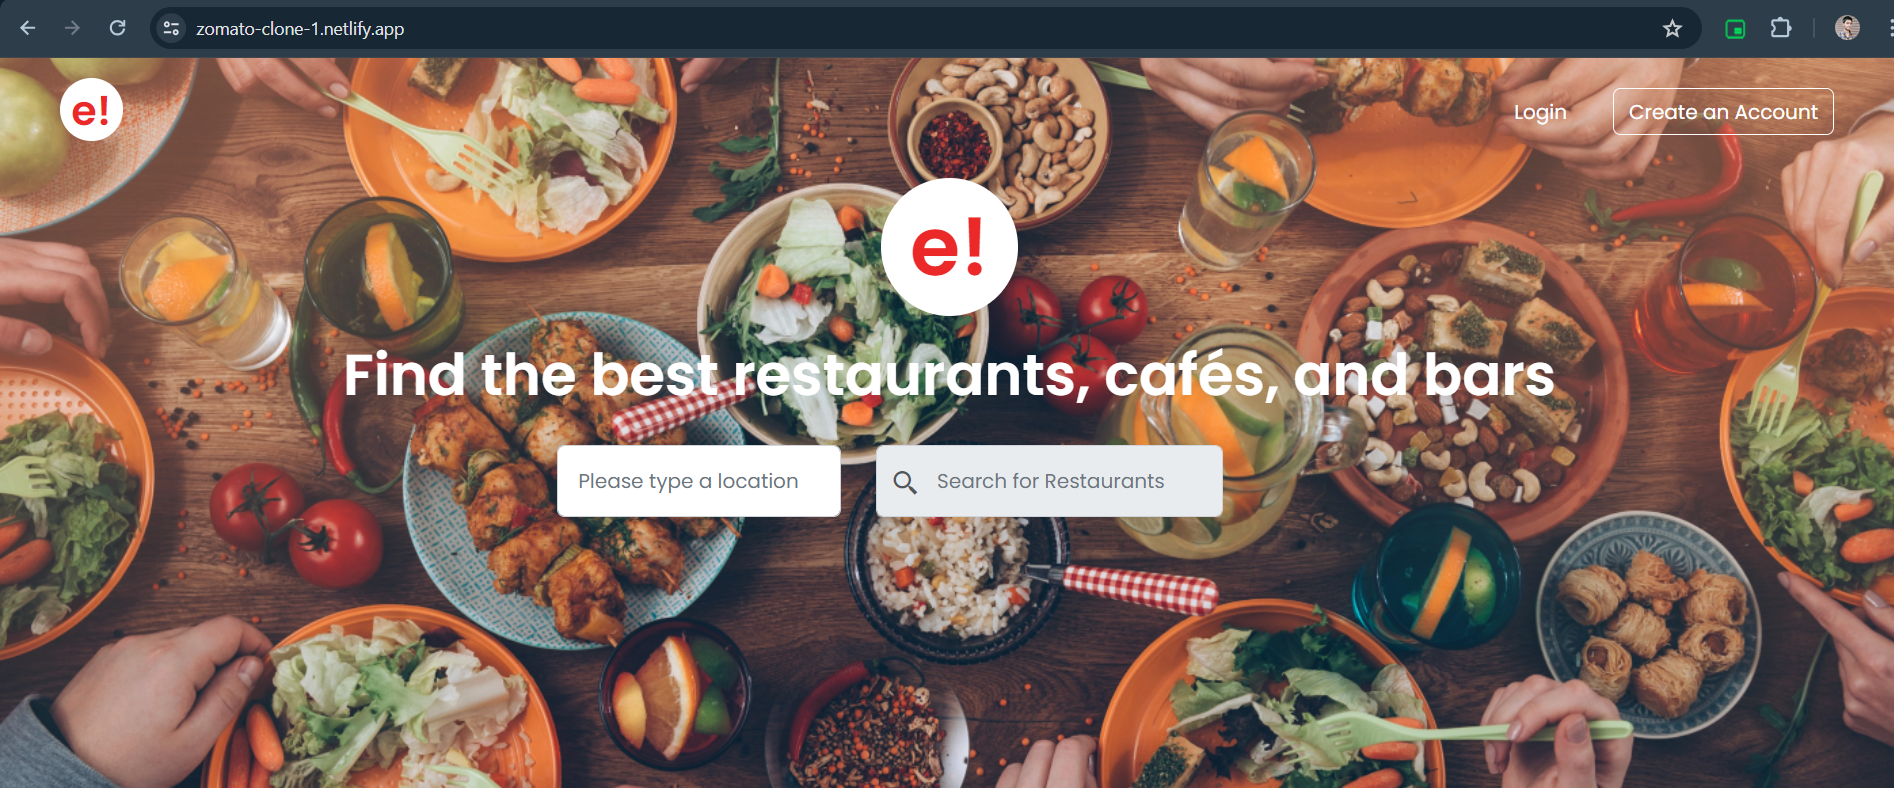 zomato-clone-1.netlify.app
e!
Login
Create an Account
e!
Find the best restaurants, cafés, and bars
Please type a location
Search for Restaurants